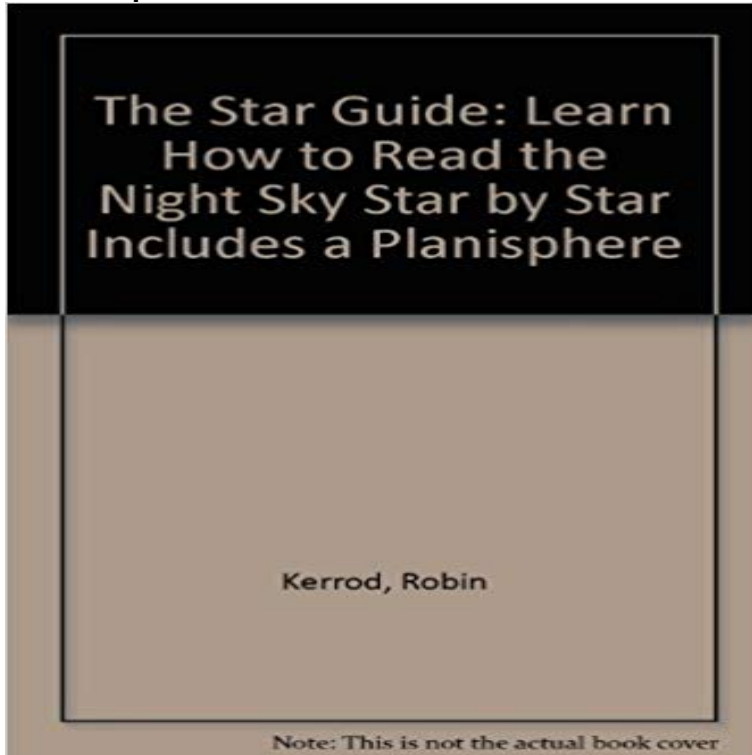 The Star Guide: Learn
How to Read the
Night Sky Star by Star
Includes a Planisphere
Kerrod, Robin
Note: This is not the actual book cover